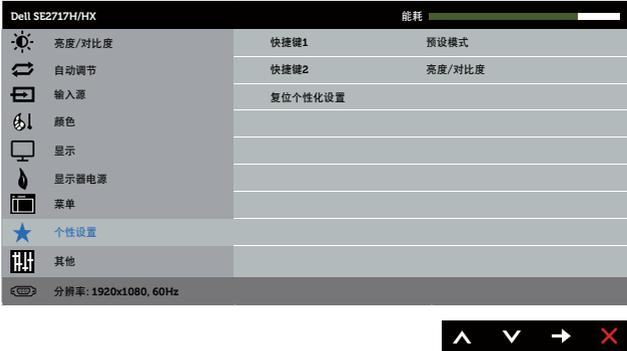 Dell SE2717H/HX
能耗
亮度/对比度
快捷键1 预设模式
自动调节
快捷键2 亮度/对比度
输入源
复位个性化设置
颜色
显示
显示器电源
菜单
个性设置
其他
分辨率: 1920x1080, 60Hz